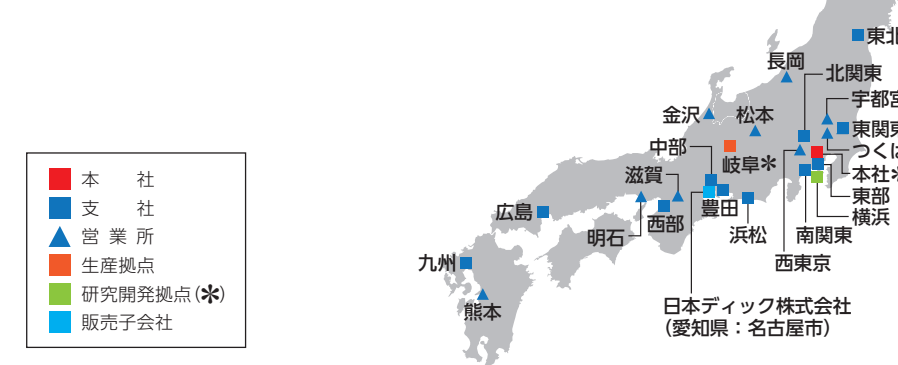 本 社
支 社
営 業 所
生産拠点
研究開発拠点(✻)
販売子会社
東北
長岡
北関東
宇都宮
金沢
松本
東関東
つくば
中部
岐阜✻
本社✻
滋賀
東部
広島
西部
豊田
横浜
明石
浜松
南関東
九州
西東京
熊本
日本ディック株式会社
(愛知県：名古屋市)